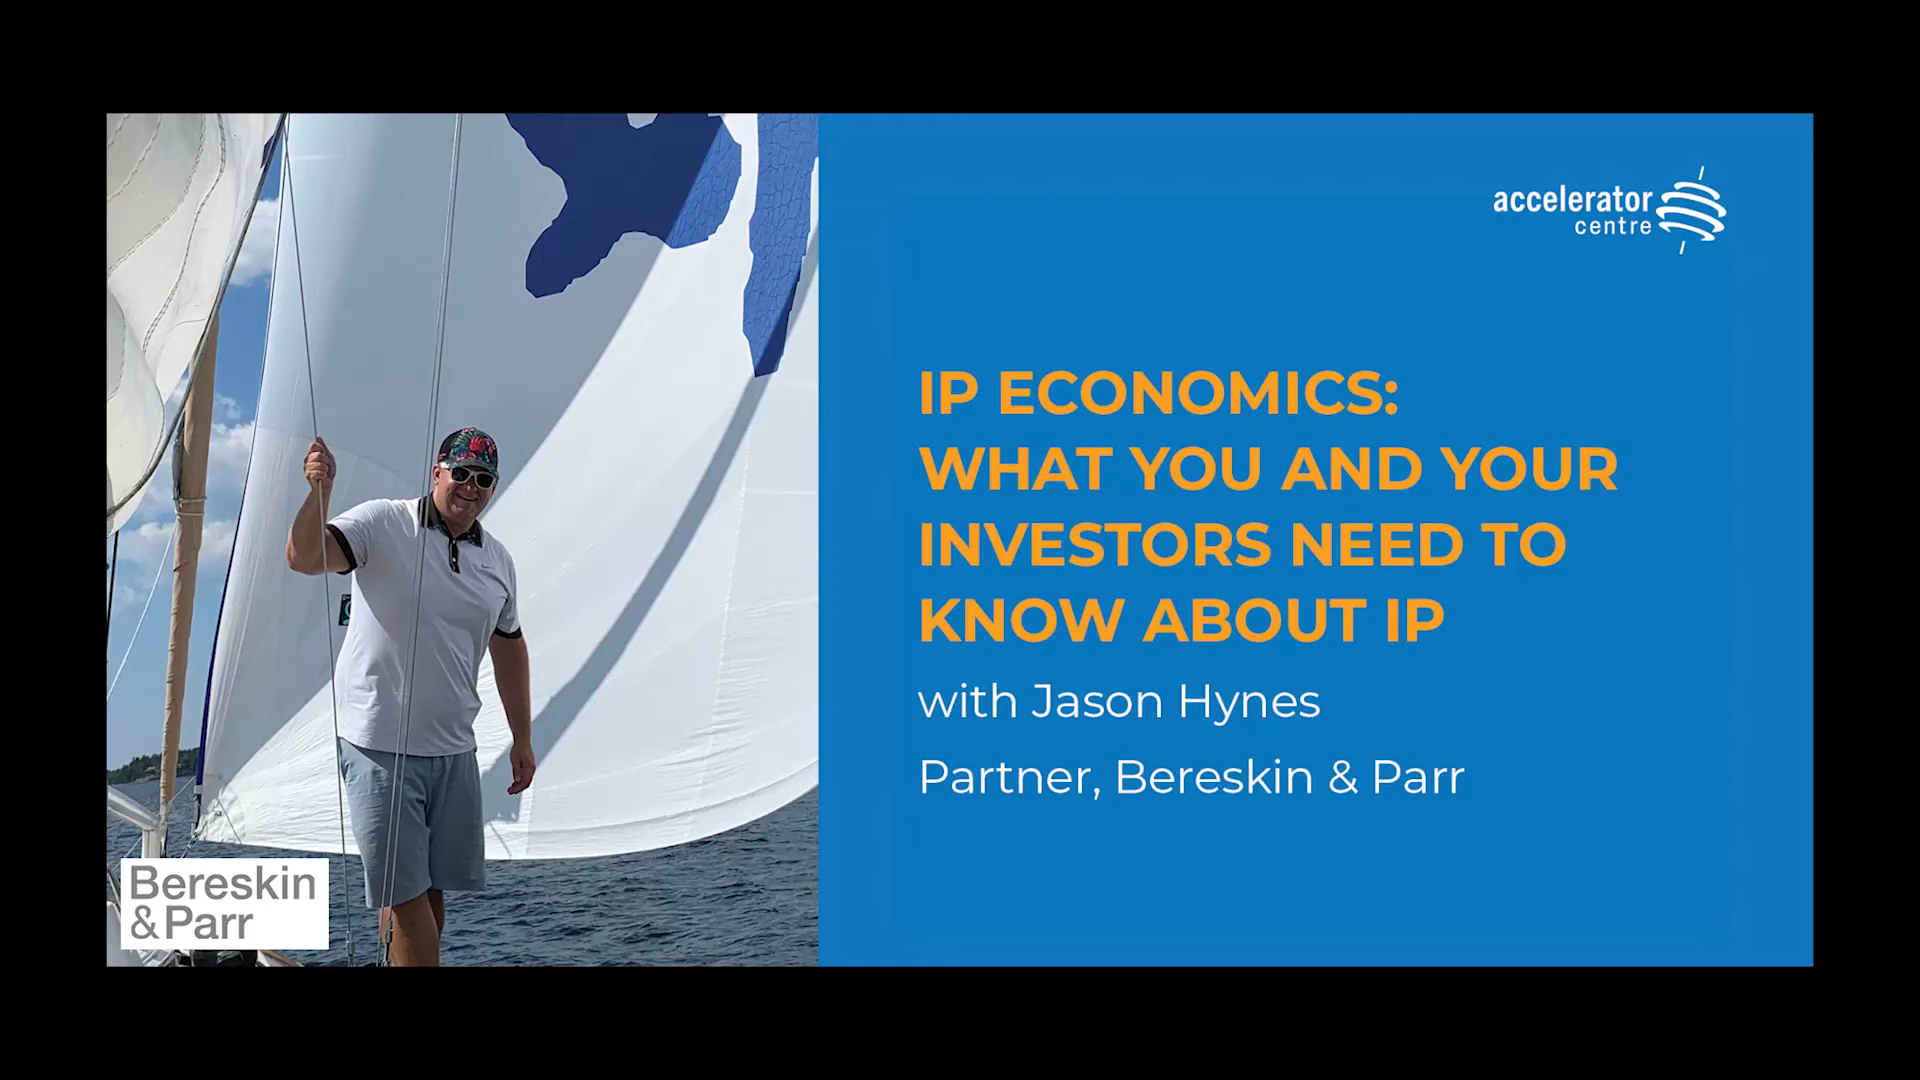 accelerator
centre
IP ECONOMICS:
WHAT YOU AND YOUR
INVESTORS NEED TO
KNOW ABOUT IP
with Jason Hynes
Partner, Bereskin & Parr
Bereskin
& Parr